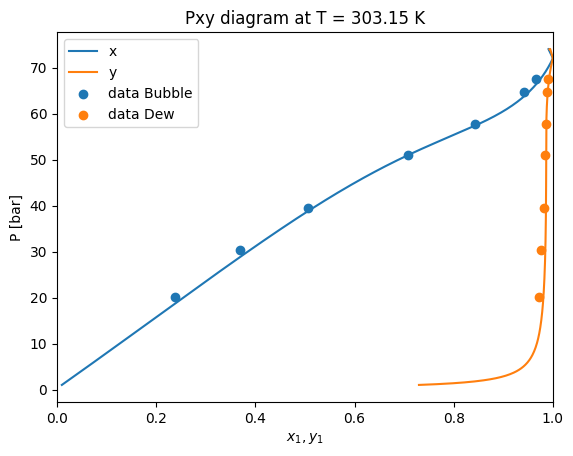 Pxy diagram at T = 303.15 K
x
y
data Bubble
data Dew
P [bar]
70
60
50
40
30
20
10
0
0.0 0.2 0.4 0.6 0.8 1.0
x₁, y₁